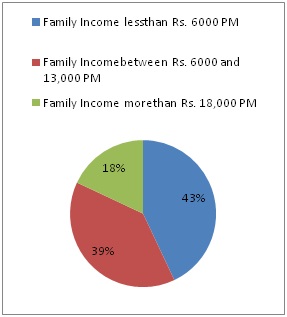 Family Income lessthan Rs. 6000 PM
Family Incomebetween Rs. 6000 and
13,000 PM
Family Income morethan Rs. 18,000 PM
18%
43%
39%